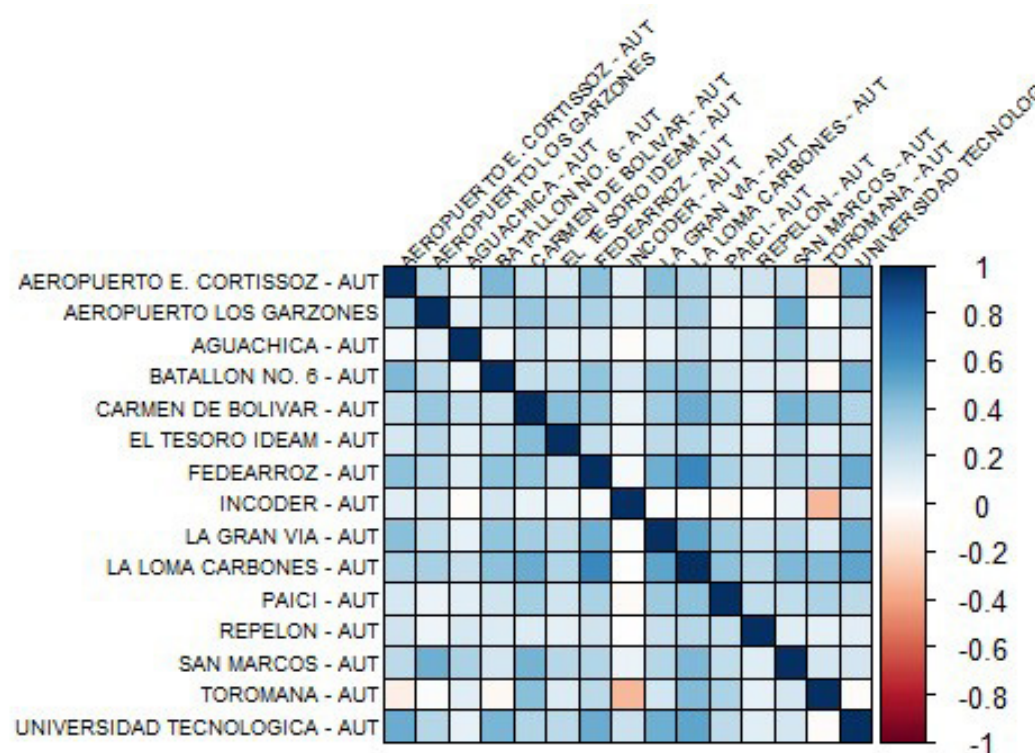 AEROPUERTO E. CORTISSOZ - AUT
AEROPUERTO LOS GARZONES
AGUACHICA - AUT
BATALLON NO. 6 - AUT
CARMEN DE BOLIVAR - AUT
EL TESORO IDEAM - AUT
FEDEARROZ - AUT
INCODER - AUT
LA GRAN VIA - AUT
LA LOMA CARBONES - AUT
PAICI - AUT
REPELON - AUT
SAN MARCOS - AUT
TOROMANA - AUT
UNIVERSIDAD TECNOLOG
AEROPUERTO E. CORTISSOZ - AUT
AEROPUERTO LOS GARZONES
AGUACHICA - AUT
BATALLON NO. 6 - AUT
CARMEN DE BOLIVAR - AUT
EL TESORO IDEAM - AUT
FEDEARROZ - AUT
INCODER - AUT
LA GRAN VIA - AUT
LA LOMA CARBONES - AUT
PAICI - AUT
REPELON - AUT
SAN MARCOS - AUT
TOROMANA - AUT
UNIVERSIDAD TECNOLOGICA - AUT
1
0.8
0.6
0.4
0.2
0
-0.2
-0.4
-0.6
-0.8
-1